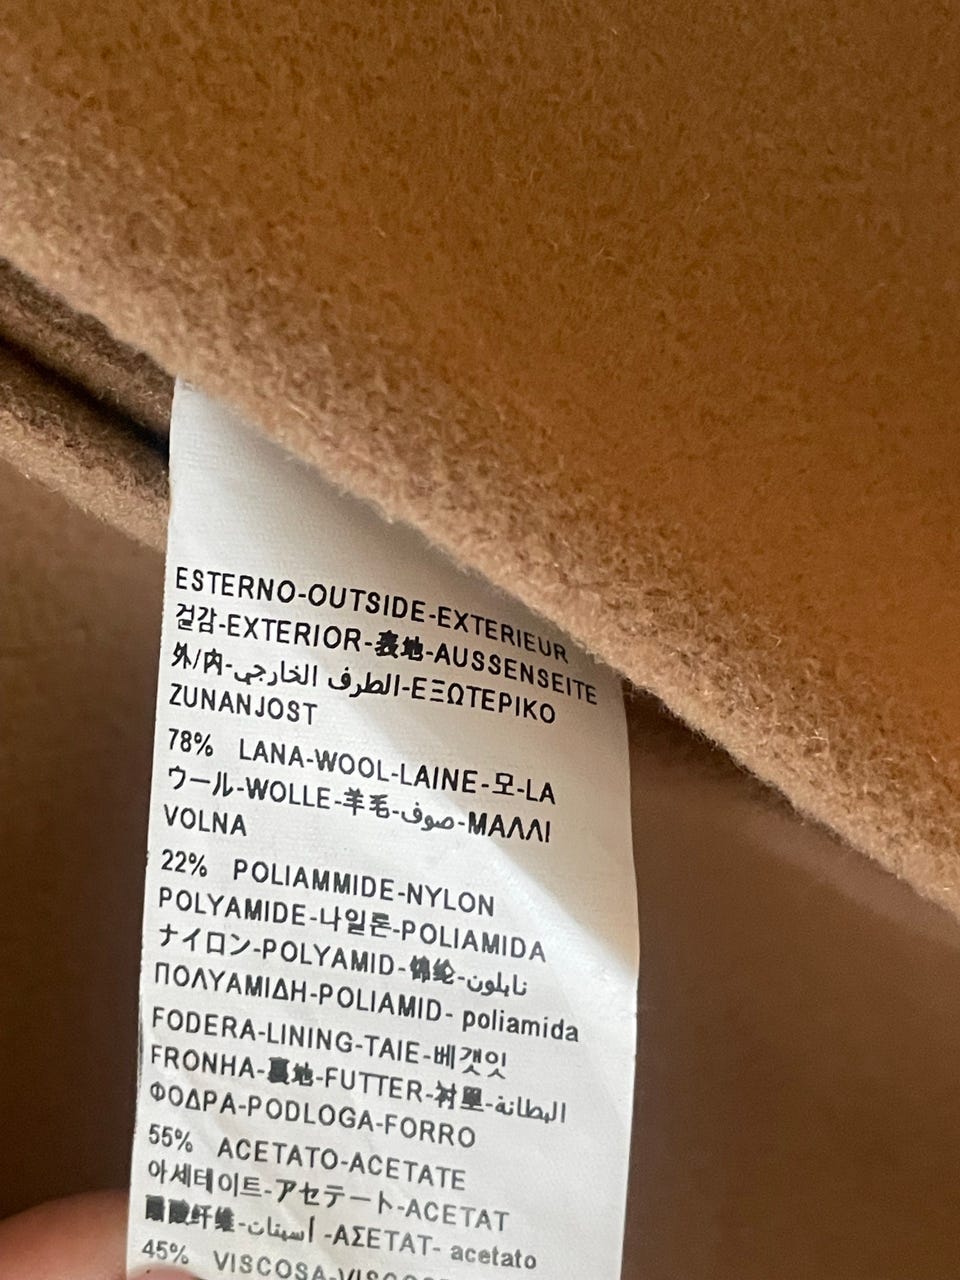 ESTERNO-OUTSIDE-EXTERIEUR
겉감-EXTERIOR-表地-AUSSENSEITE
外/内-الطرف الخارجي-ΕΞΩΤΕΡΙΚΟ
ZUNANJOST
78% LANA-WOOL-LAINE-모-LA
ウール-WOLLE-羊毛-صوف-ΜΑΛΛΙ
VOLNA
22% POLIAMMIDE-NYLON
POLYAMIDE-나일론-POLIAMIDA
ナイロン-POLYAMID-锦纶-نايلون
ΠΟΛΥΑΜΙΔΗ-POLIAMID- poliamida
FODERA-LINING-TAIE-베갯잇
FRONHA-裏地-FUTTER-衬里-البطانة
ΦΟΔΡΑ-PODLOGA-FORRO
55% ACETATO-ACETATE
아세테이트-アセテート-ACETAT
醋酸纤维-أسيتات -ΑΣΕΤΑΤ- acetato
45% VISCOSA-